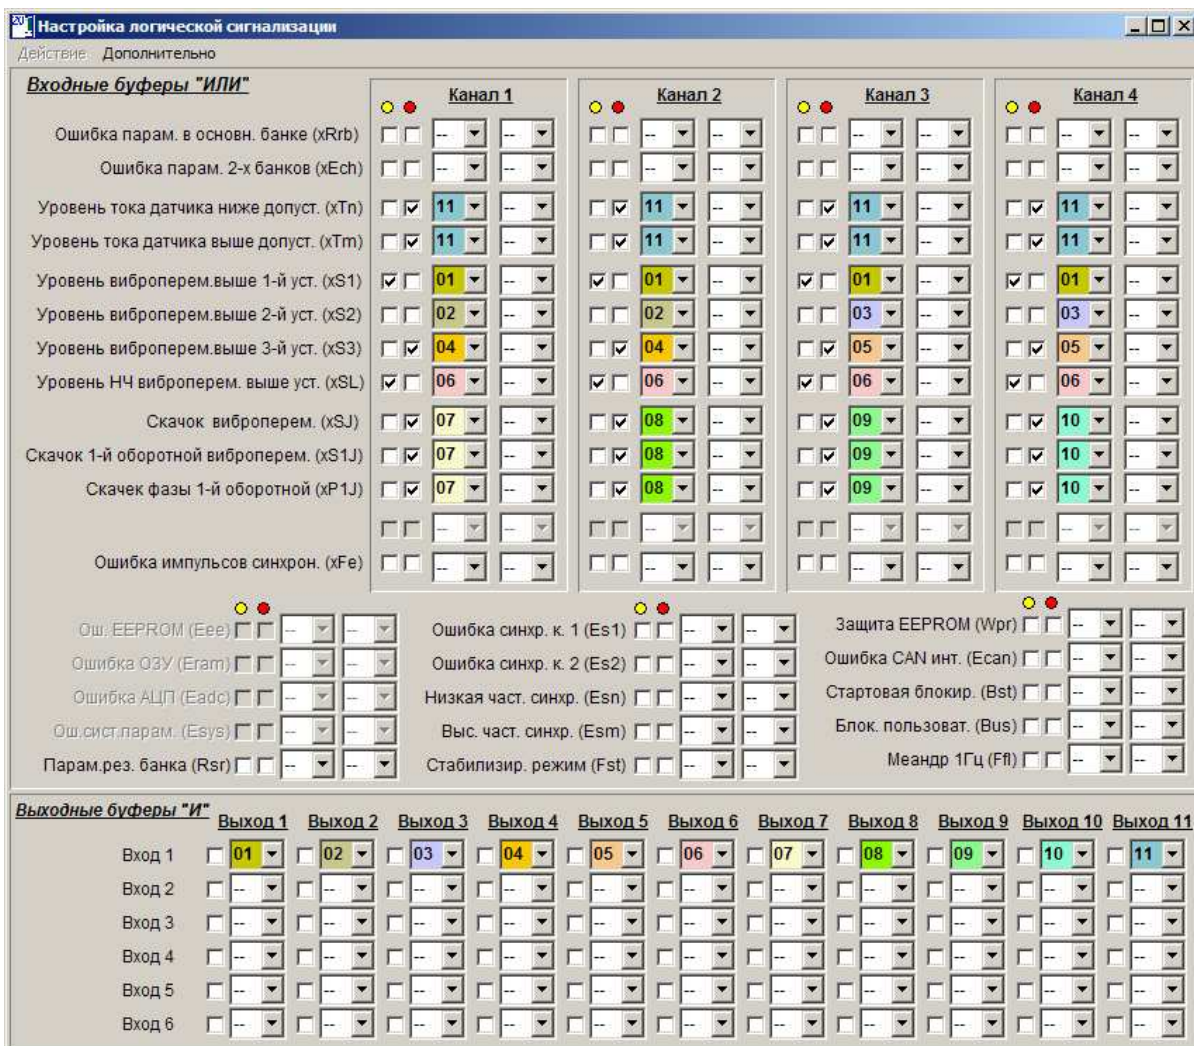 Настройка логической сигнализации
Действие Дополнительно
Входные буферы "ИЛИ"
Канал 1 Канал 2 Канал 3 Канал 4
Ошибка парам. в основн. банке (xRrb) -- -- -- -- -- -- -- --
Ошибка парам. 2-х банков (xEch) -- -- -- -- -- -- -- --
Уровень тока датчика ниже допуст. (xTn) 11 -- 11 -- 11 -- 11 --
Уровень тока датчика выше допуст. (xTm) 11 -- 11 -- 11 -- 11 --
Уровень виброперем.выше 1-й уст. (xS1) 01 -- 01 -- 01 -- 01 --
Уровень виброперем.выше 2-й уст. (xS2) 02 -- 02 -- 03 -- 03 --
Уровень виброперем.выше 3-й уст. (xS3) 04 -- 04 -- 05 -- 05 --
Уровень НЧ виброперем. выше уст. (xSL) 06 -- 06 -- 06 -- 06 --
Скачок виброперем. (xSJ) 07 -- 08 -- 09 -- 10 --
Скачок 1-й оборотной виброперем. (xS1J) 07 -- 08 -- 09 -- 10 --
Скачек фазы 1-й оборотной (xP1J) 07 -- 08 -- 09 -- 10 --
-- -- -- -- -- -- -- --
Ошибка импульсов синхрон. (xFe) -- -- -- -- -- -- -- --
Ош. EEPROM (Eee) -- -- Ошибка синхр. к. 1 (Es1) -- -- Защита EEPROM (Wpr) -- --
Ошибка ОЗУ (Eram) -- -- Ошибка синхр. к. 2 (Es2) -- -- Ошибка CAN инт. (Ecan) -- --
Ошибка АЦП (Eadc) -- -- Низкая част. синхр. (Esn) -- -- Стартовая блокир. (Bst) -- --
Ош.сист.парам. (Esys) -- -- Выс. част. синхр. (Esm) -- -- Блок. пользоват. (Bus) -- --
Парам.рез. банка (Rsr) -- -- Стабилизир. режим (Fst) -- -- Меандр 1Гц (Ffl) -- --
Выходные буферы "И"
Выход 1 Выход 2 Выход 3 Выход 4 Выход 5 Выход 6 Выход 7 Выход 8 Выход 9 Выход 10 Выход 11
Вход 1 01 02 03 04 05 06 07 08 09 10 11
Вход 2 -- -- -- -- -- -- -- -- -- -- --
Вход 3 -- -- -- -- -- -- -- -- -- -- --
Вход 4 -- -- -- -- -- -- -- -- -- -- --
Вход 5 -- -- -- -- -- -- -- -- -- -- --
Вход 6 -- -- -- -- -- -- -- -- -- -- --